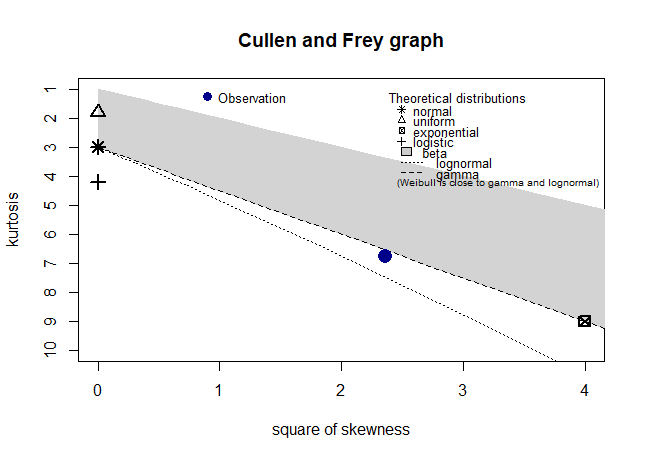 Cullen and Frey graph
Observation
Theoretical distributions
normal
uniform
exponential
logistic
beta
lognormal
gamma
(Weibull is close to gamma and lognormal)
kurtosis
1
2
3
4
5
6
7
8
9
10
0
1
2
3
4
square of skewness